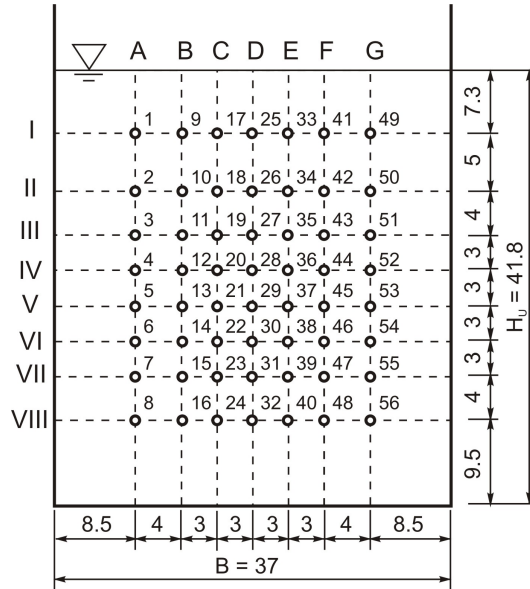 A B C D E F G
7.3
I 1 9 17 25 33 41 49
5
II 2 10 18 26 34 42 50
4
III 3 11 19 27 35 43 51
3
IV 4 12 20 28 36 44 52
3
V 5 13 21 29 37 45 53
3
VI 6 14 22 30 38 46 54
3
VII 7 15 23 31 39 47 55
4
VIII 8 16 24 32 40 48 56
9.5
H_U = 41.8
8.5 4 3 3 3 3 4 8.5
B = 37